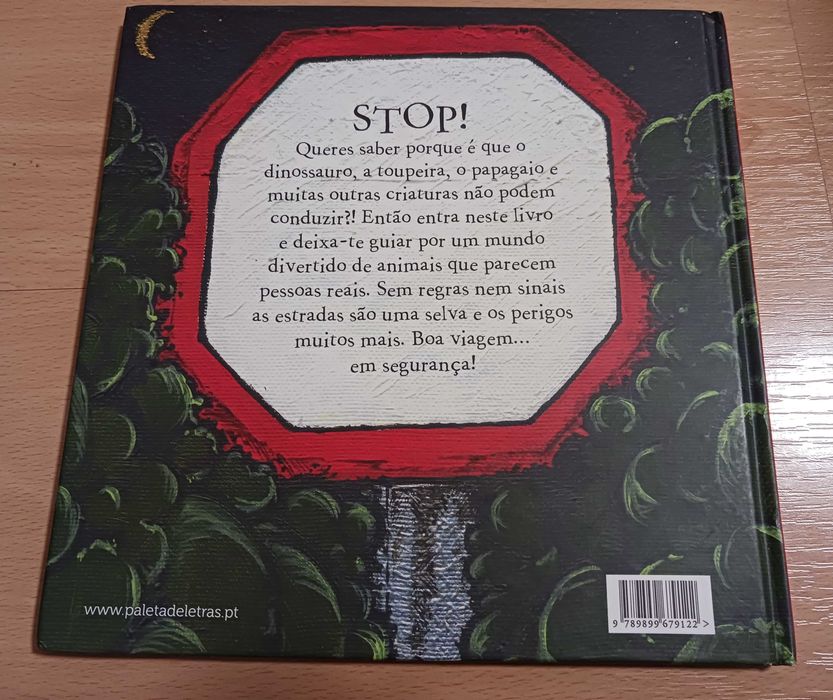 STOP!
Queres saber porque é que o
dinossauro, a toupeira, o papagaio e
muitas outras criaturas não podem
conduzir?! Então entra neste livro
e deixa-te guiar por um mundo
divertido de animais que parecem
pessoas reais. Sem regras nem sinais
as estradas são uma selva e os perigos
muitos mais. Boa viagem...
em segurança!
www.paletadeletras.pt
9 789899 679122 >